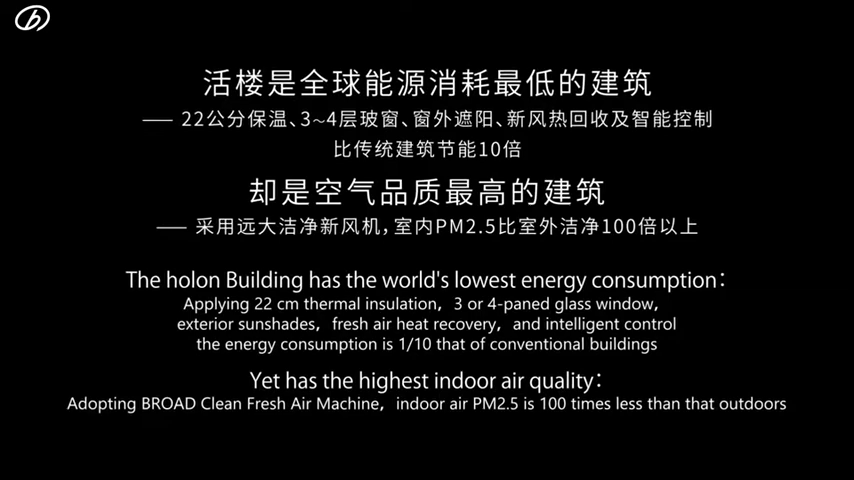 活楼是全球能源消耗最低的建筑
—— 22公分保温、3~4层玻窗、窗外遮阳、新风热回收及智能控制
比传统建筑节能10倍
却是空气品质最高的建筑
—— 采用远大洁净新风机，室内PM2.5比室外洁净100倍以上
The holon Building has the world's lowest energy consumption：
Applying 22 cm thermal insulation，3 or 4-paned glass window，
exterior sunshades，fresh air heat recovery，and intelligent control
the energy consumption is 1/10 that of conventional buildings
Yet has the highest indoor air quality：
Adopting BROAD Clean Fresh Air Machine，indoor air PM2.5 is 100 times less than that outdoors